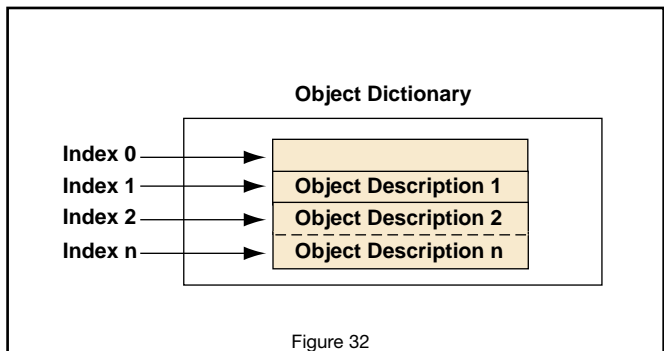 Object Dictionary
Index 0
Index 1 Object Description 1
Index 2 Object Description 2
Index n Object Description n
Figure 32